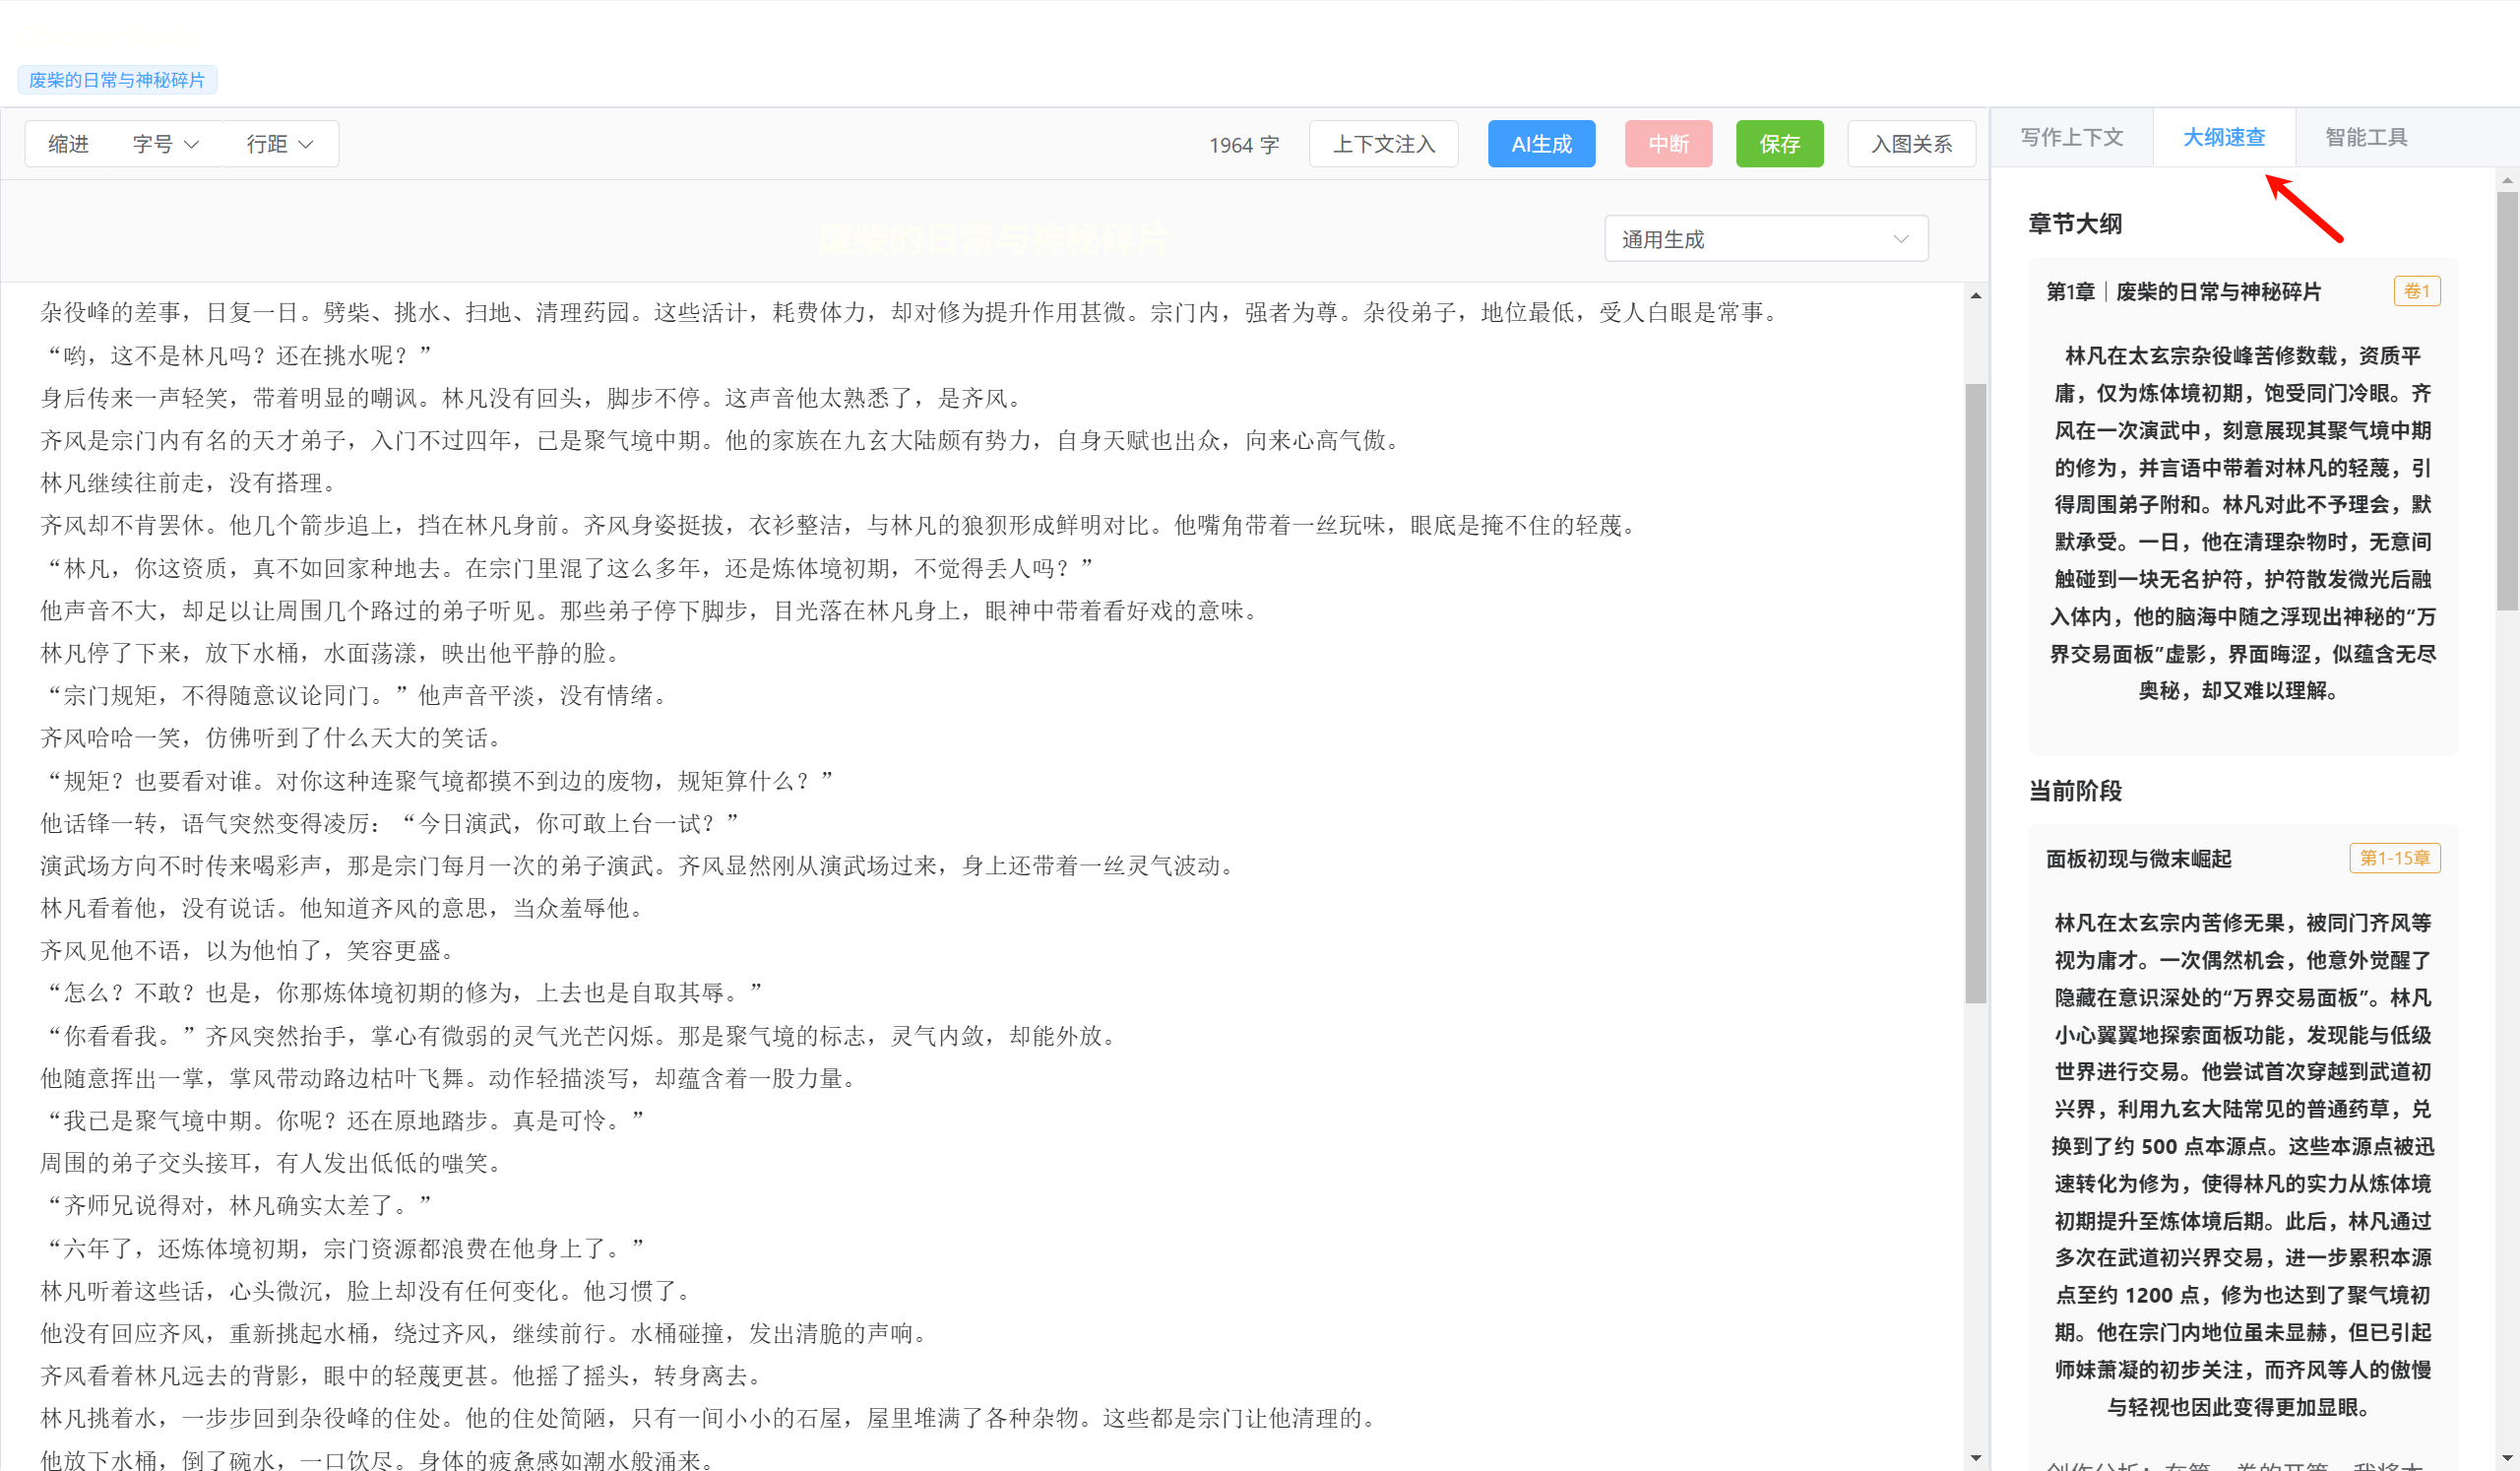 废柴的日常与神秘碎片
缩进 字号 行距 1964 字 上下文注入 AI生成 中断 保存 入图关系
写作上下文 大纲速查 智能工具
废柴的日常与神秘碎片
通用生成
杂役峰的差事，日复一日。劈柴、挑水、扫地、清理药园。这些活计，耗费体力，却对修为提升作用甚微。宗门内，强者为尊。杂役弟子，地位最低，受人白眼是常事。
“哟，这不是林凡吗？还在挑水呢？”
身后传来一声轻笑，带着明显的嘲讽。林凡没有回头，脚步不停。这声音他太熟悉了，是齐风。
齐风是宗门内有名的天才弟子，入门不过四年，已是聚气境中期。他的家族在九玄大陆颇有势力，自身天赋也出众，向来心高气傲。
林凡继续往前走，没有搭理。
齐风却不肯罢休。他几个箭步追上，挡在林凡身前。齐风身姿挺拔，衣衫整洁，与林凡的狼狈形成鲜明对比。他嘴角带着一丝玩味，眼底是掩不住的轻蔑。
“林凡，你这资质，真不如回家种地去。在宗门里混了这么多年，还是炼体境初期，不觉得丢人吗？”
他声音不大，却足以让周围几个路过的弟子听见。那些弟子停下脚步，目光落在林凡身上，眼神中带着看好戏的意味。
林凡停了下来，放下水桶，水面荡漾，映出他平静的脸。
“宗门规矩，不得随意议论同门。”他声音平淡，没有情绪。
齐风哈哈一笑，仿佛听到了什么天大的笑话。
“规矩？也要看对谁。对你这种连聚气境都摸不到边的废物，规矩算什么？”
他话锋一转，语气突然变得凌厉：“今日演武，你可敢上台一试？”
演武场方向不时传来喝彩声，那是宗门每月一次的弟子演武。齐风显然刚从演武场过来，身上还带着一丝灵气波动。
林凡看着他，没有说话。他知道齐风的意思，当众羞辱他。
齐风见他不语，以为他怕了，笑容更盛。
“怎么？不敢？也是，你那炼体境初期的修为，上去也是自取其辱。”
“你看看我。”齐风突然抬手，掌心有微弱的灵气光芒闪烁。那是聚气境的标志，灵气内敛，却能外放。
他随意挥出一掌，掌风带动路边枯叶飞舞。动作轻描淡写，却蕴含着一股力量。
“我已是聚气境中期。你呢？还在原地踏步。真是可怜。”
周围的弟子交头接耳，有人发出低低的嗤笑。
“齐师兄说得对，林凡确实太差了。”
“六年了，还炼体境初期，宗门资源都浪费在他身上了。”
林凡听着这些话，心头微沉，脸上却没有任何变化。他习惯了。
他没有回应齐风，重新挑起水桶，绕过齐风，继续前行。水桶碰撞，发出清脆的声响。
齐风看着林凡远去的背影，眼中的轻蔑更甚。他摇了摇头，转身离去。
林凡挑着水，一步步回到杂役峰的住处。他的住处简陋，只有一间小小的石屋，屋里堆满了各种杂物。这些都是宗门让他清理的。
他放下水桶，倒了碗水，一口饮尽。身体的疲惫感如潮水般涌来。
章节大纲
第1章｜废柴的日常与神秘碎片 卷1
林凡在太玄宗杂役峰苦修数载，资质平
庸，仅为炼体境初期，饱受同门冷眼。齐
风在一次演武中，刻意展现其聚气境中期
的修为，并言语中带着对林凡的轻蔑，引
得周围弟子附和。林凡对此不予理会，默
默承受。一日，他在清理杂物时，无意间
触碰到一块无名护符，护符散发微光后融
入体内，他的脑海中随之浮现出神秘的“万
界交易面板”虚影，界面晦涩，似蕴含无尽
奥秘，却又难以理解。
当前阶段
面板初现与微末崛起 第1-15章
林凡在太玄宗内苦修无果，被同门齐风等
视为庸才。一次偶然机会，他意外觉醒了
隐藏在意识深处的“万界交易面板”。林凡
小心翼翼地探索面板功能，发现能与低级
世界进行交易。他尝试首次穿越到武道初
兴界，利用九玄大陆常见的普通药草，兑
换到了约 500 点本源点。这些本源点被迅
速转化为修为，使得林凡的实力从炼体境
初期提升至炼体境后期。此后，林凡通过
多次在武道初兴界交易，进一步累积本源
点至约 1200 点，修为也达到了聚气境初
期。他在宗门内地位虽未显赫，但已引起
师妹萧凝的初步关注，而齐风等人的傲慢
与轻视也因此变得更加显眼。